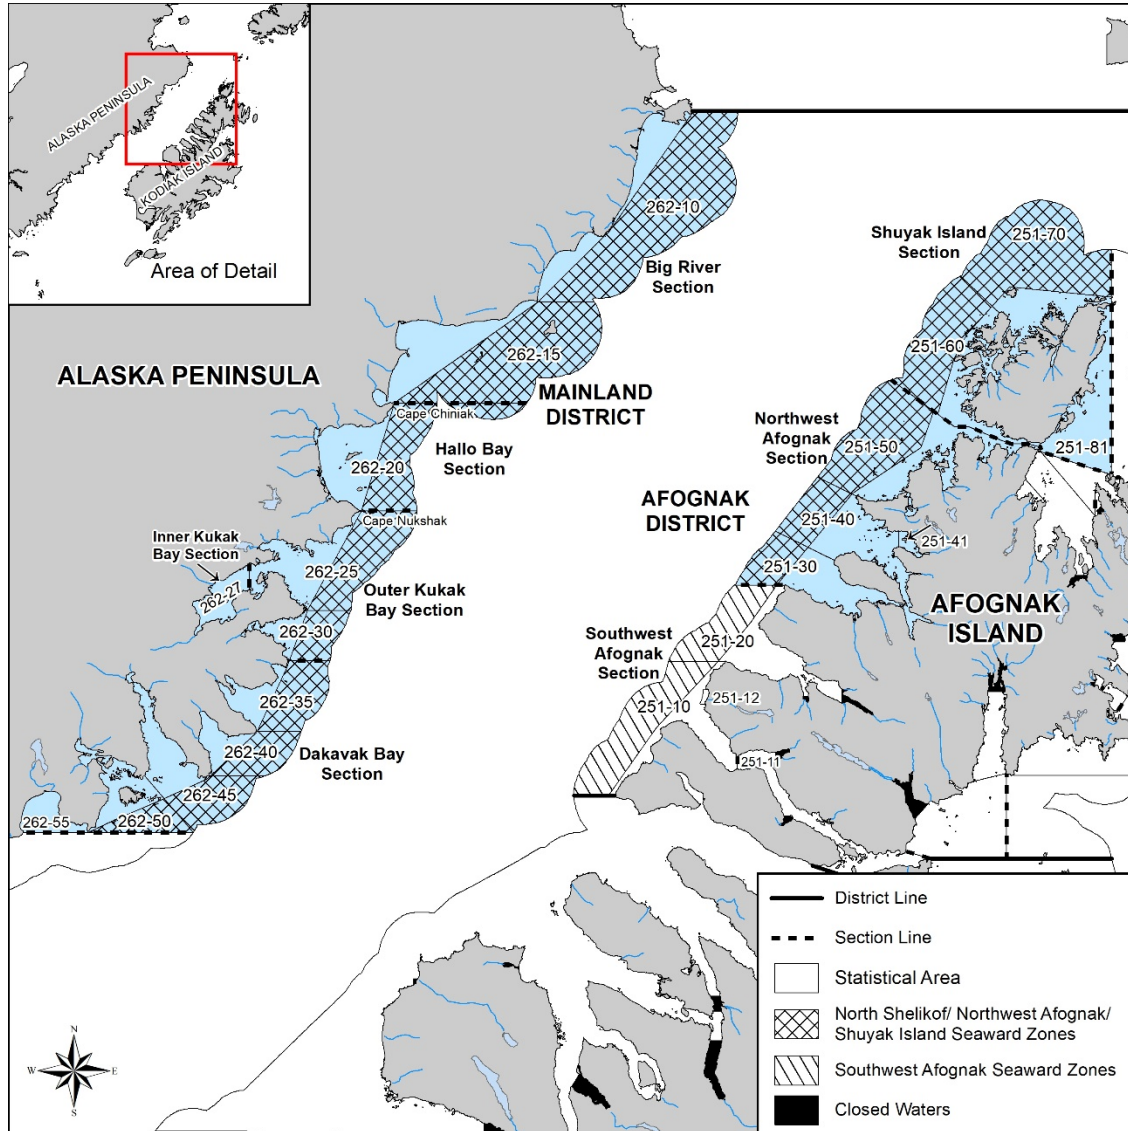 ALASKA PENINSULA
KODIAK ISLAND
Area of Detail
262-10
Big River
Section
Shuyak Island
Section
251-70
262-15
251-60
ALASKA PENINSULA
MAINLAND
DISTRICT
Cape Chiniak
Hallo Bay
Section
262-20
Northwest
Afognak
Section
251-50
251-81
Cape Nukshak
AFOGNAK
DISTRICT
251-40
251-41
Inner Kukak
Bay Section
262-27
262-25
251-30
Outer Kukak
Bay Section
AFOGNAK
ISLAND
262-30
Southwest
Afognak
Section
251-20
262-35
251-12
251-10
262-40
Dakavak Bay
Section
251-11
262-45
262-55
262-50
District Line
Section Line
Statistical Area
North Shelikof/ Northwest Afognak/
Shuyak Island Seaward Zones
Southwest Afognak Seaward Zones
Closed Waters
N
W
E
S